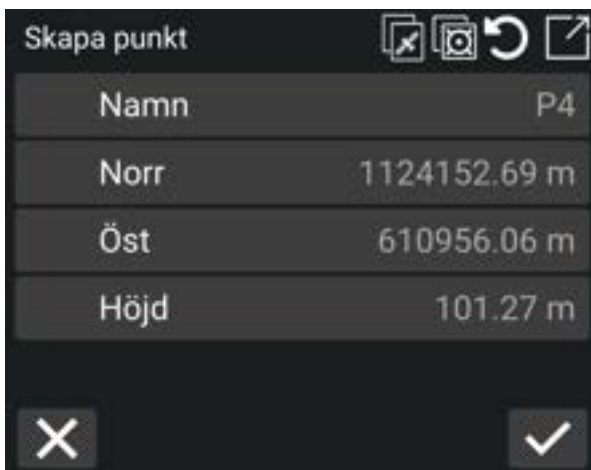 Skapa punkt
Namn P4
Norr 1124152.69 m
Öst 610956.06 m
Höjd 101.27 m